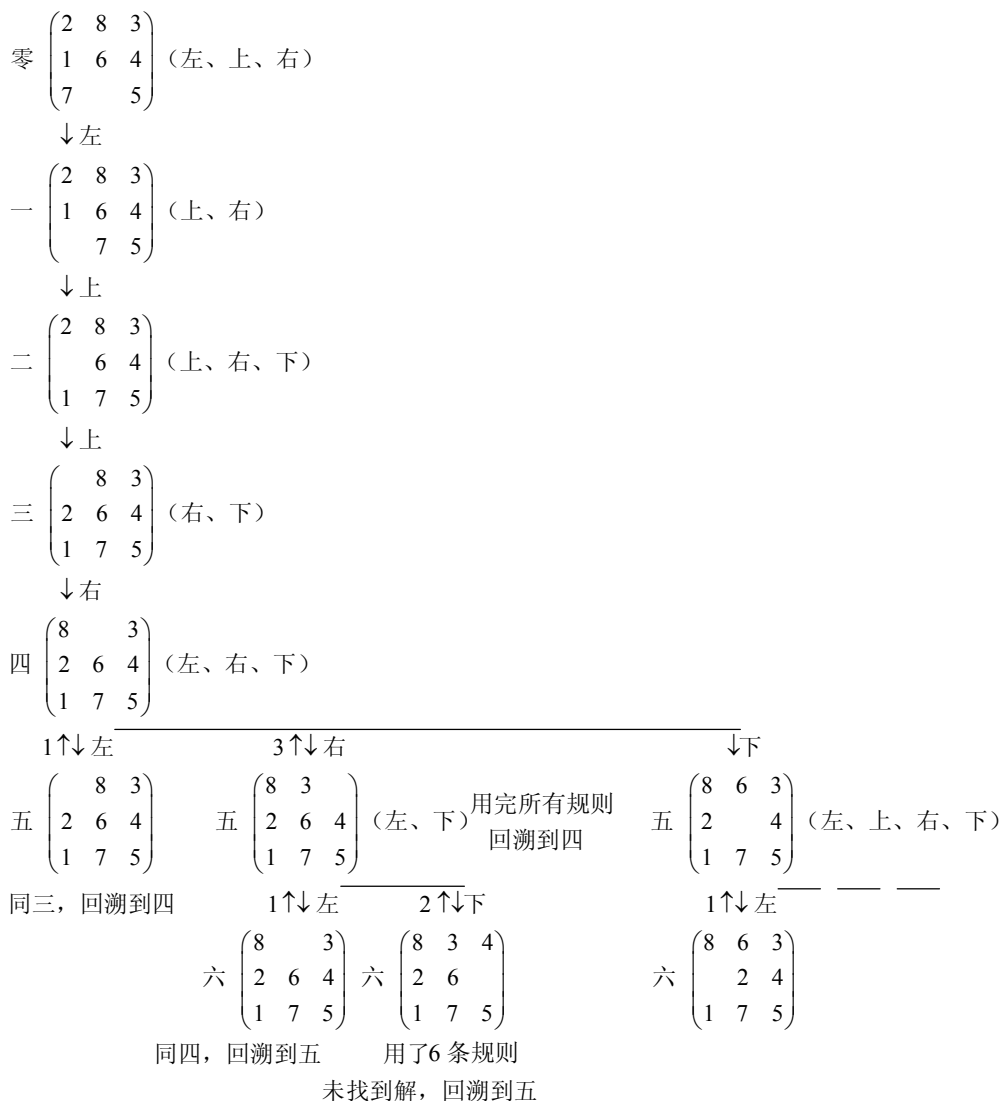 2 8 3
零 1 6 4 （左、上、右）
7 5
↓左
2 8 3
一 1 6 4 （上、右）
7 5
↓上
2 8 3
二 6 4 （上、右、下）
1 7 5
↓上
8 3
三 2 6 4 （右、下）
1 7 5
↓右
8 3
四 2 6 4 （左、右、下）
1 7 5
1↑↓左 3↑↓右 ↓下
8 3 8 3 8 6 3
五 2 6 4 五 2 6 4 （左、下） 用完所有规则 回溯到四 五 2 4 （左、上、右、下）
1 7 5 1 7 5 1 7 5
同三，回溯到四 1↑↓左 2↑↓下 1↑↓左
8 3 8 3 4 8 6 3
六 2 6 4 六 2 6 六 2 4
1 7 5 1 7 5 1 7 5
同四，回溯到五 用了6 条规则
未找到解，回溯到五